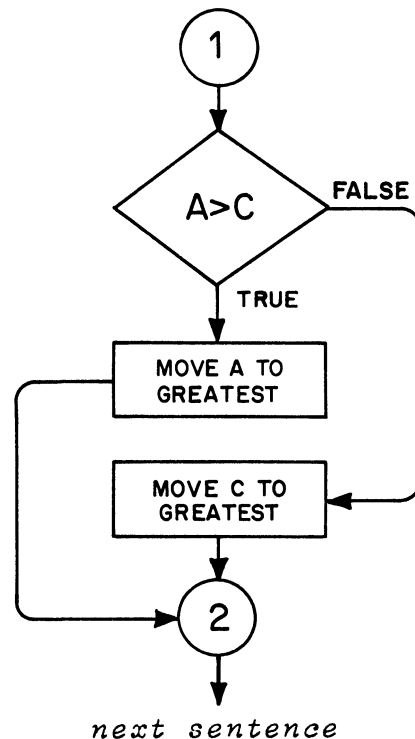 1
A>C
FALSE
TRUE
MOVE A TO
GREATEST
MOVE C TO
GREATEST
2
next sentence